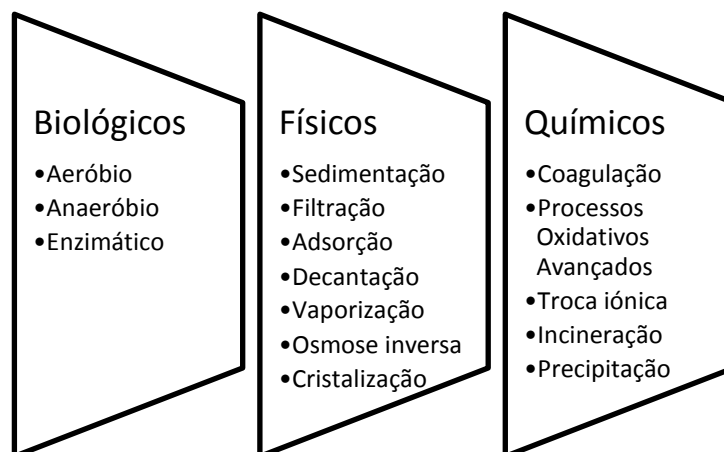 Biológicos
•Aeróbio
•Anaeróbio
•Enzimático
Físicos
•Sedimentação
•Filtração
•Adsorção
•Decantação
•Vaporização
•Osmose inversa
•Cristalização
Químicos
•Coagulação
•Processos
Oxidativos
Avançados
•Troca iónica
•Incineração
•Precipitação